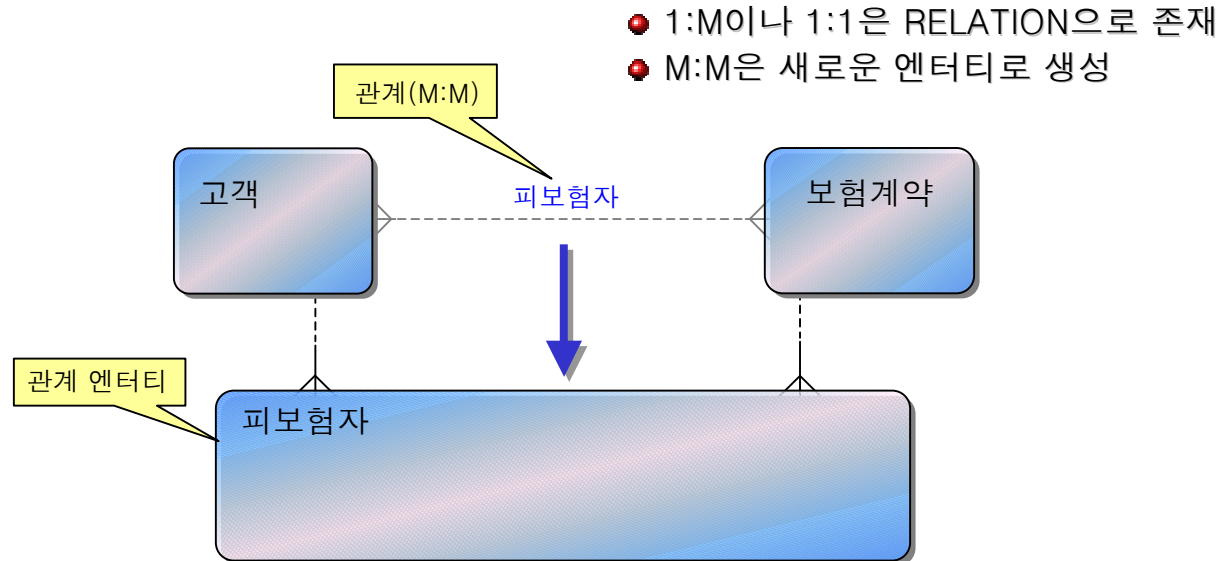 1:M이나 1:1은 RELATION으로 존재
M:M은 새로운 엔터티로 생성
관계(M:M)
고객
피보험자
보험계약
관계 엔터티
피보험자